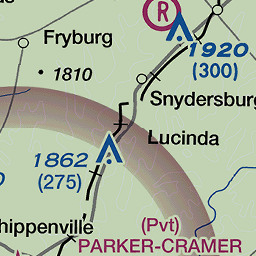 R
Fryburg
1920
(300)
1810
Snydersburg
Lucinda
1862
(275)
hippenville
(Pvt)
PARKER-CRAMER